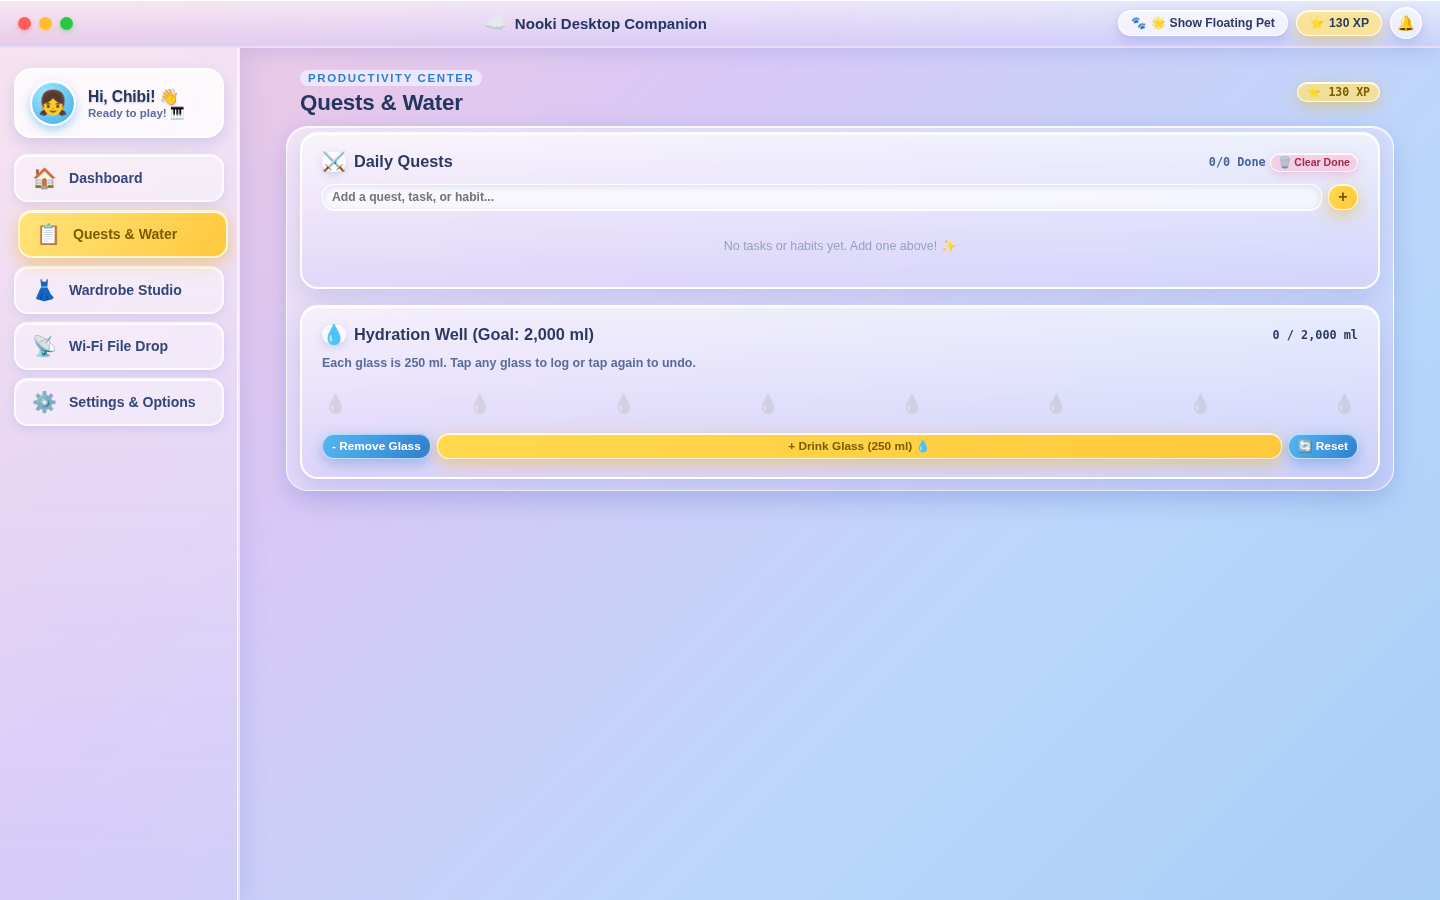 ☁️ Nooki Desktop Companion
🐾 🌟 Show Floating Pet
⭐ 130 XP
Hi, Chibi! 👋
Ready to play! 🎹
Dashboard
Quests & Water
Wardrobe Studio
Wi-Fi File Drop
Settings & Options
PRODUCTIVITY CENTER
Quests & Water
⭐ 130 XP
⚔️ Daily Quests
0/0 Done
🗑️ Clear Done
Add a quest, task, or habit...
+
No tasks or habits yet. Add one above! ✨
💧 Hydration Well (Goal: 2,000 ml)
0 / 2,000 ml
Each glass is 250 ml. Tap any glass to log or tap again to undo.
- Remove Glass
+ Drink Glass (250 ml) 💧
🔄 Reset